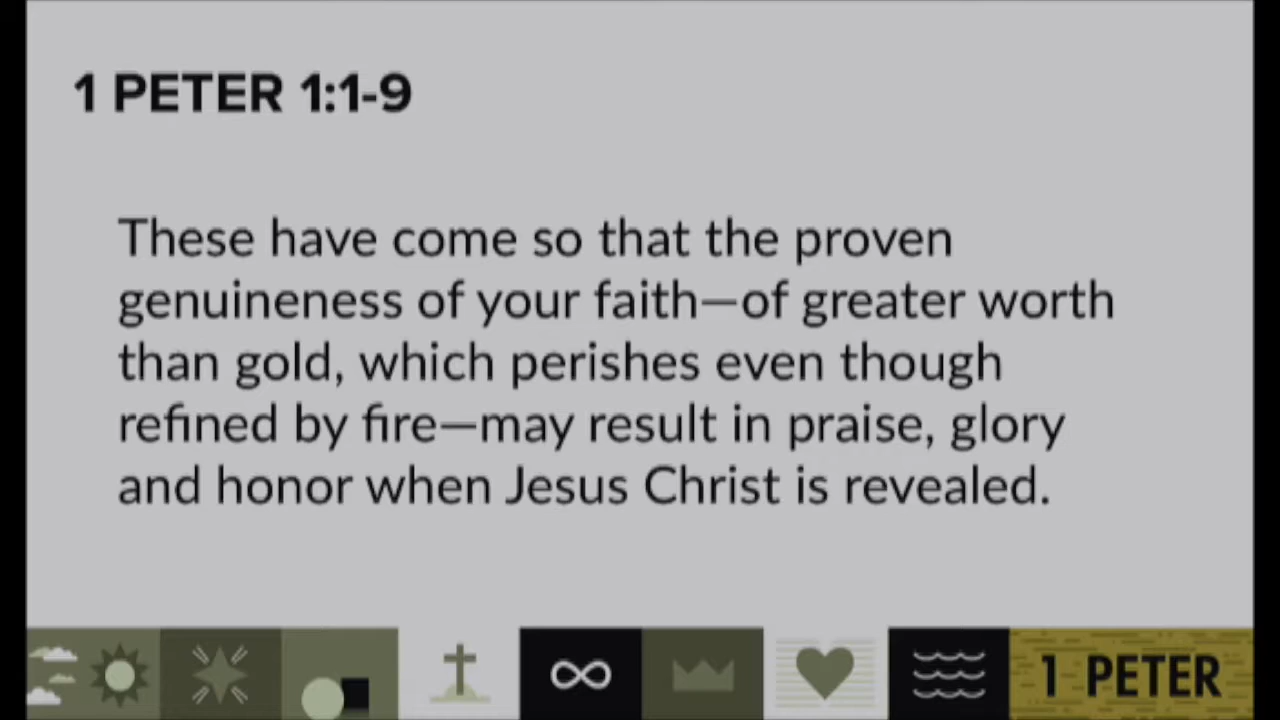 1 PETER 1:1-9
These have come so that the proven
genuineness of your faith—of greater worth
than gold, which perishes even though
refined by fire—may result in praise, glory
and honor when Jesus Christ is revealed.
1 PETER